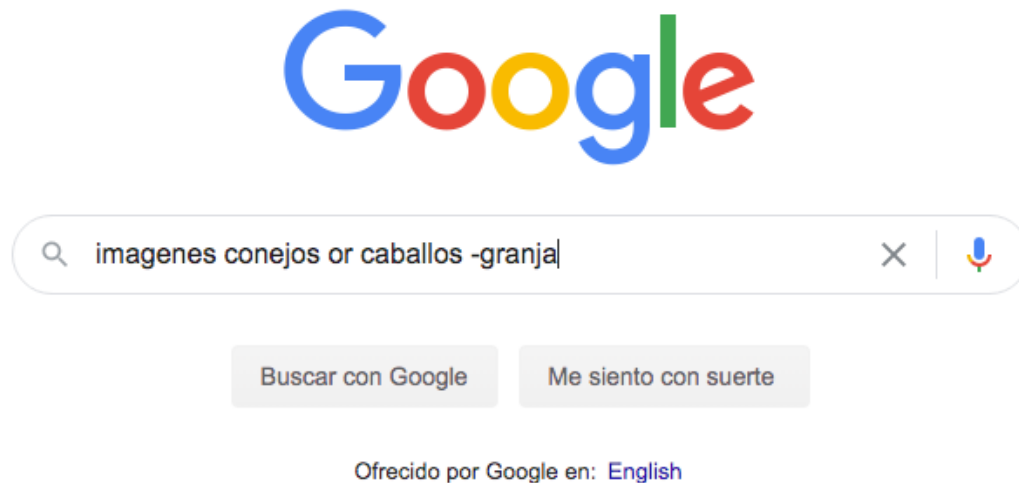 Google
imagenes conejos or caballos -granja
Buscar con Google Me siento con suerte
Ofrecido por Google en: English